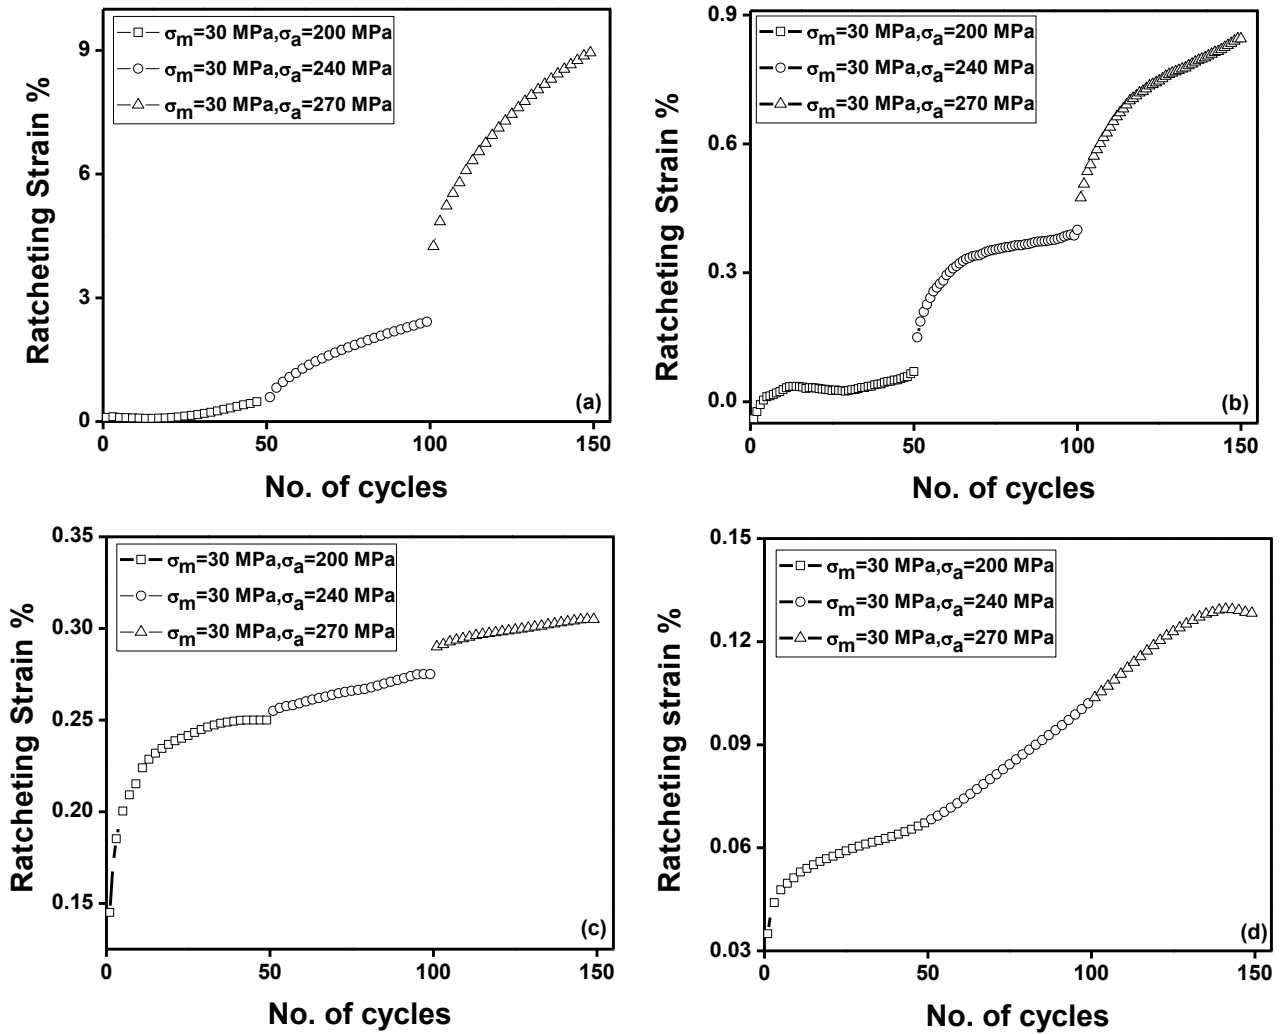 σm=30 MPa,σa=200 MPa
σm=30 MPa,σa=240 MPa
σm=30 MPa,σa=270 MPa
Ratcheting Strain %
9
6
3
0
0 50 100 150
(a)
No. of cycles
σm=30 MPa,σa=200 MPa
σm=30 MPa,σa=240 MPa
σm=30 MPa,σa=270 MPa
Ratcheting Strain %
0.9
0.6
0.3
0.0
0 50 100 150
(b)
No. of cycles
σm=30 MPa,σa=200 MPa
σm=30 MPa,σa=240 MPa
σm=30 MPa,σa=270 MPa
Ratcheting Strain %
0.35
0.30
0.25
0.20
0.15
0 50 100 150
(c)
No. of cycles
σm=30 MPa,σa=200 MPa
σm=30 MPa,σa=240 MPa
σm=30 MPa,σa=270 MPa
Ratcheting strain %
0.15
0.12
0.09
0.06
0.03
0 50 100 150
(d)
No. of cycles